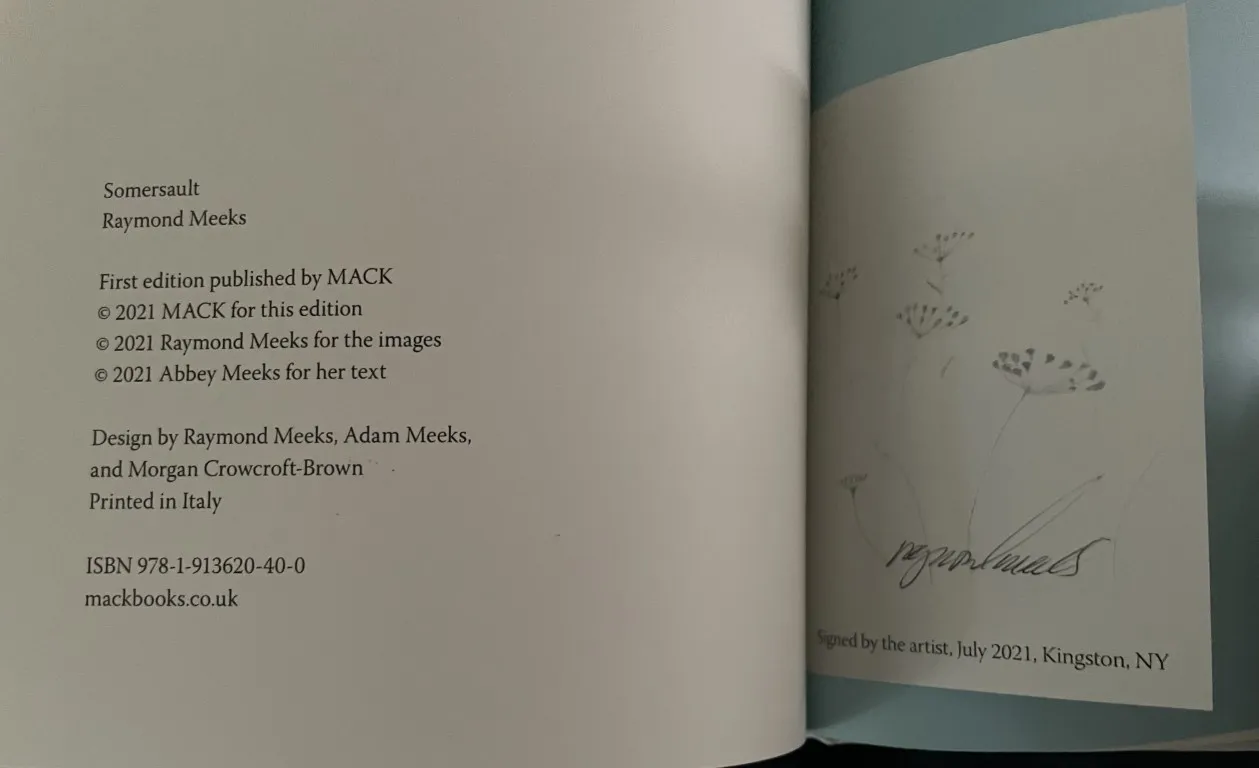 Somersault
Raymond Meeks
First edition published by MACK
© 2021 MACK for this edition
© 2021 Raymond Meeks for the images
© 2021 Abbey Meeks for her text
Design by Raymond Meeks, Adam Meeks,
and Morgan Crowcroft-Brown
Printed in Italy
ISBN 978-1-913620-40-0
mackbooks.co.uk
raymond meeks
Signed by the artist, July 2021, Kingston, NY